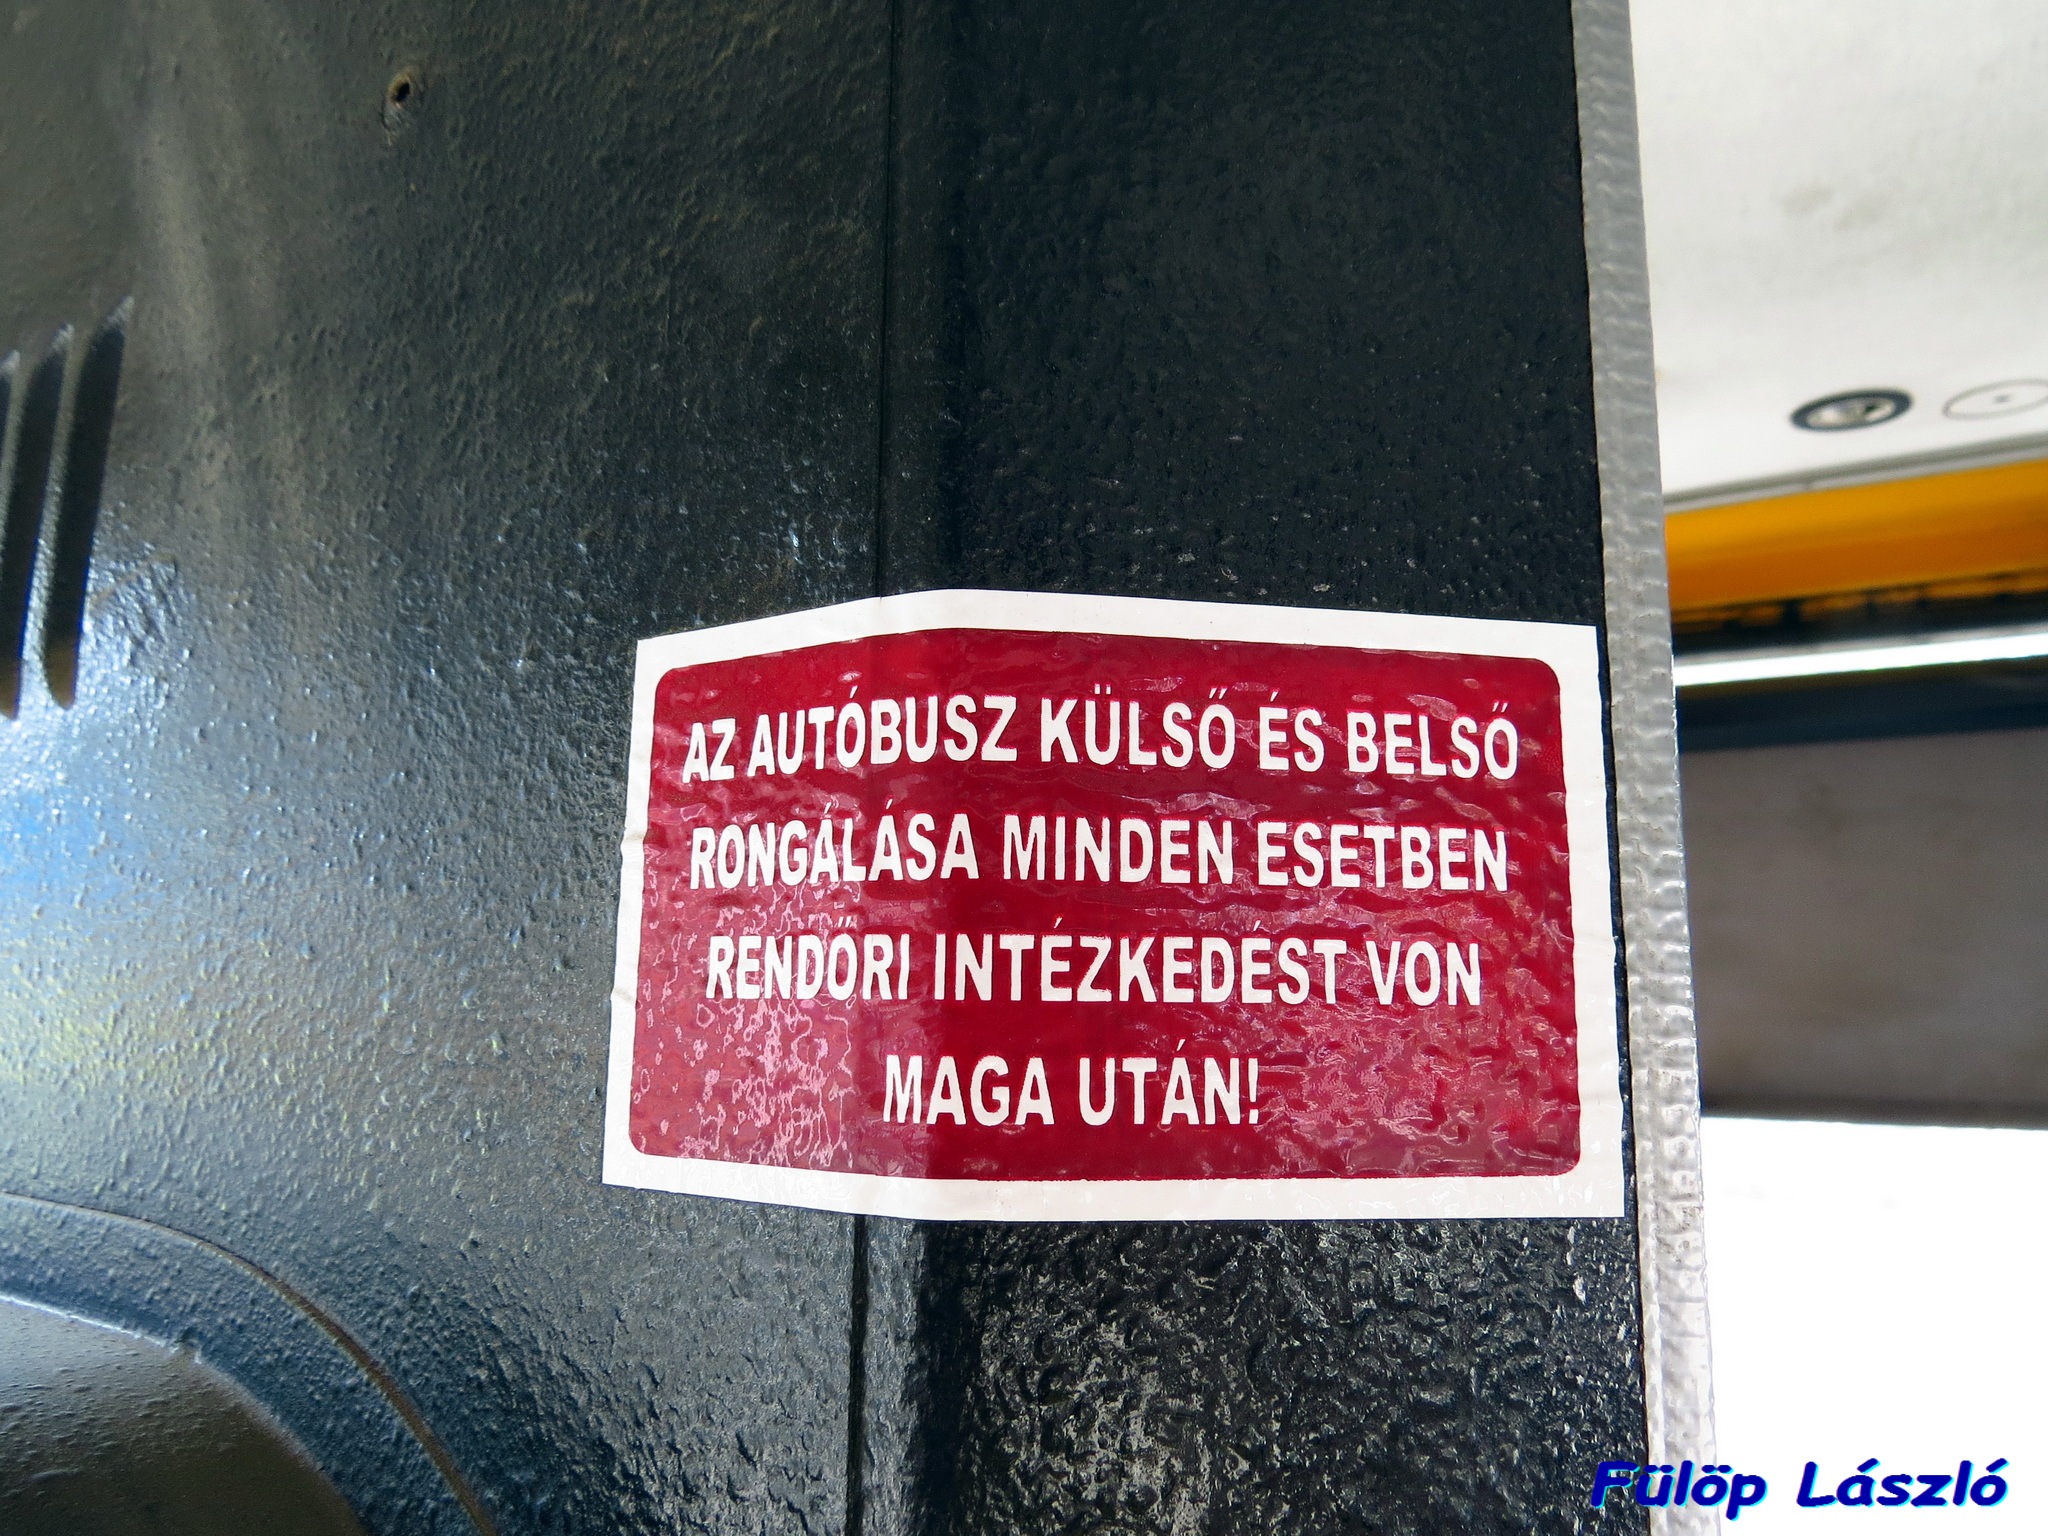 AZ AUTÓBUSZ KÜLSŐ ÉS BELSŐ
RONGÁLÁSA MINDEN ESETBEN
RENDŐRI INTÉZKEDÉST VON
MAGA UTÁN!
Fülöp László